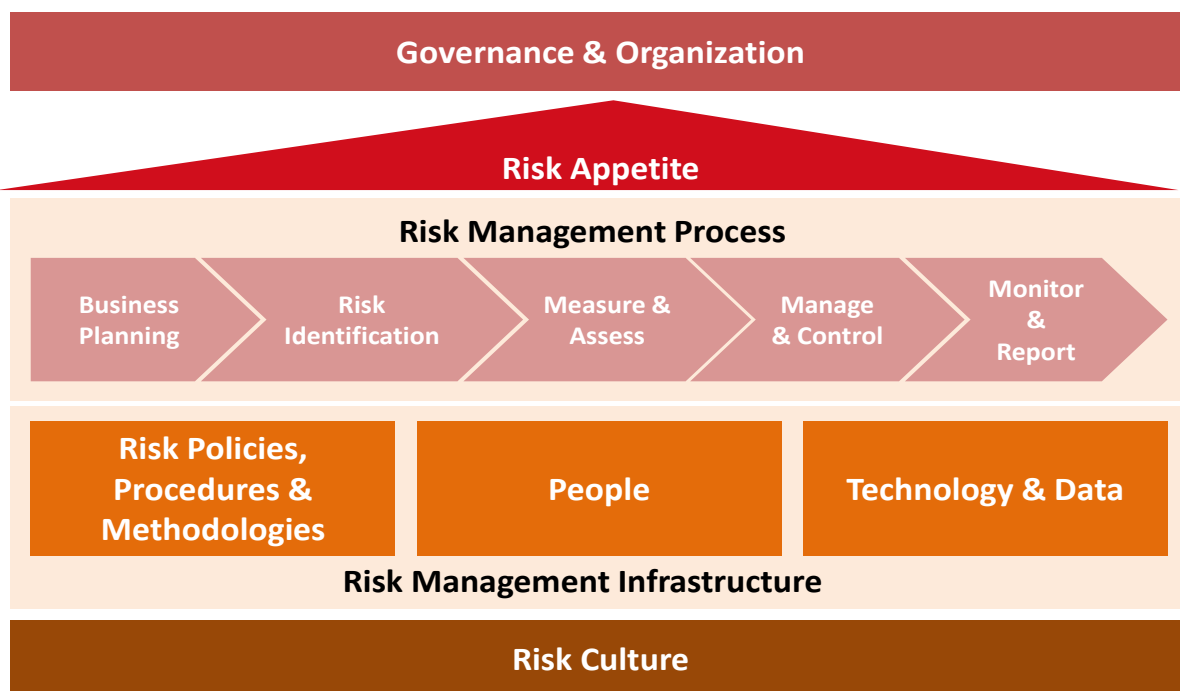 Governance & Organization
Risk Appetite
Risk Management Process
Business
Planning
Risk
Identification
Measure &
Assess
Manage
& Control
Monitor
&
Report
Risk Policies,
Procedures &
Methodologies
People
Technology & Data
Risk Management Infrastructure
Risk Culture